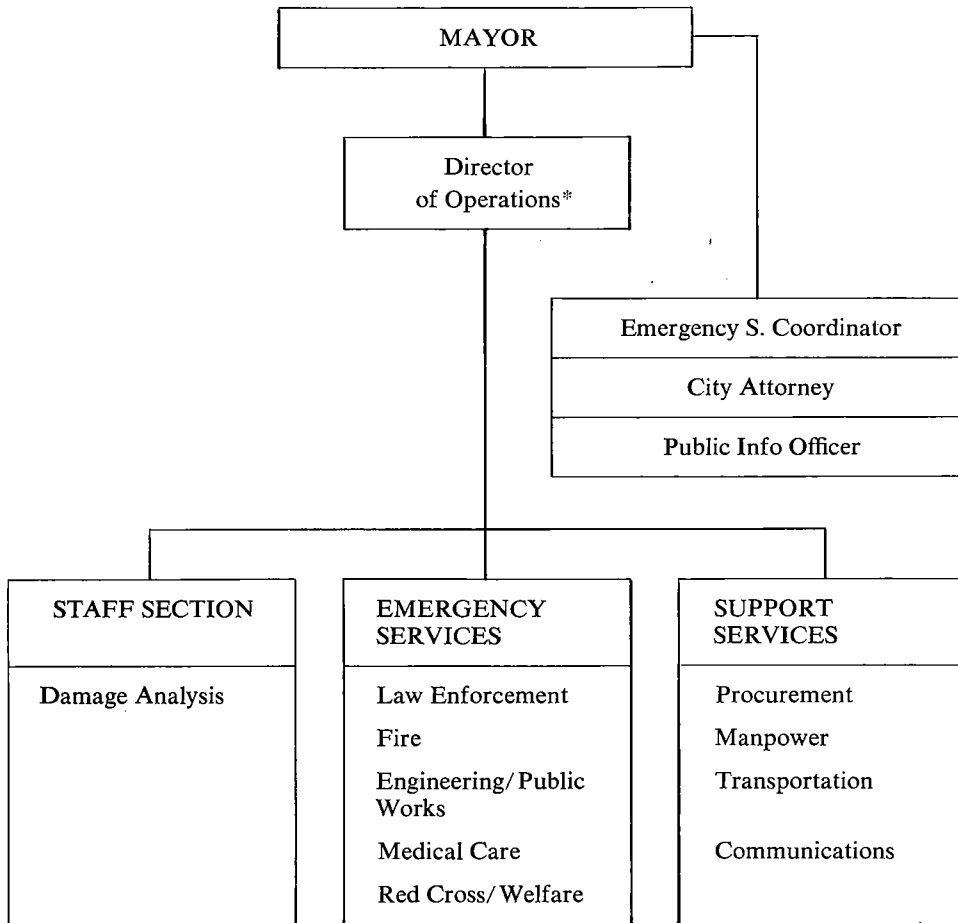 MAYOR
Director
of Operations*
Emergency S. Coordinator
City Attorney
Public Info Officer
STAFF SECTION
Damage Analysis
EMERGENCY
SERVICES
Law Enforcement
Fire
Engineering/Public
Works
Medical Care
Red Cross/Welfare
SUPPORT
SERVICES
Procurement
Manpower
Transportation
Communications